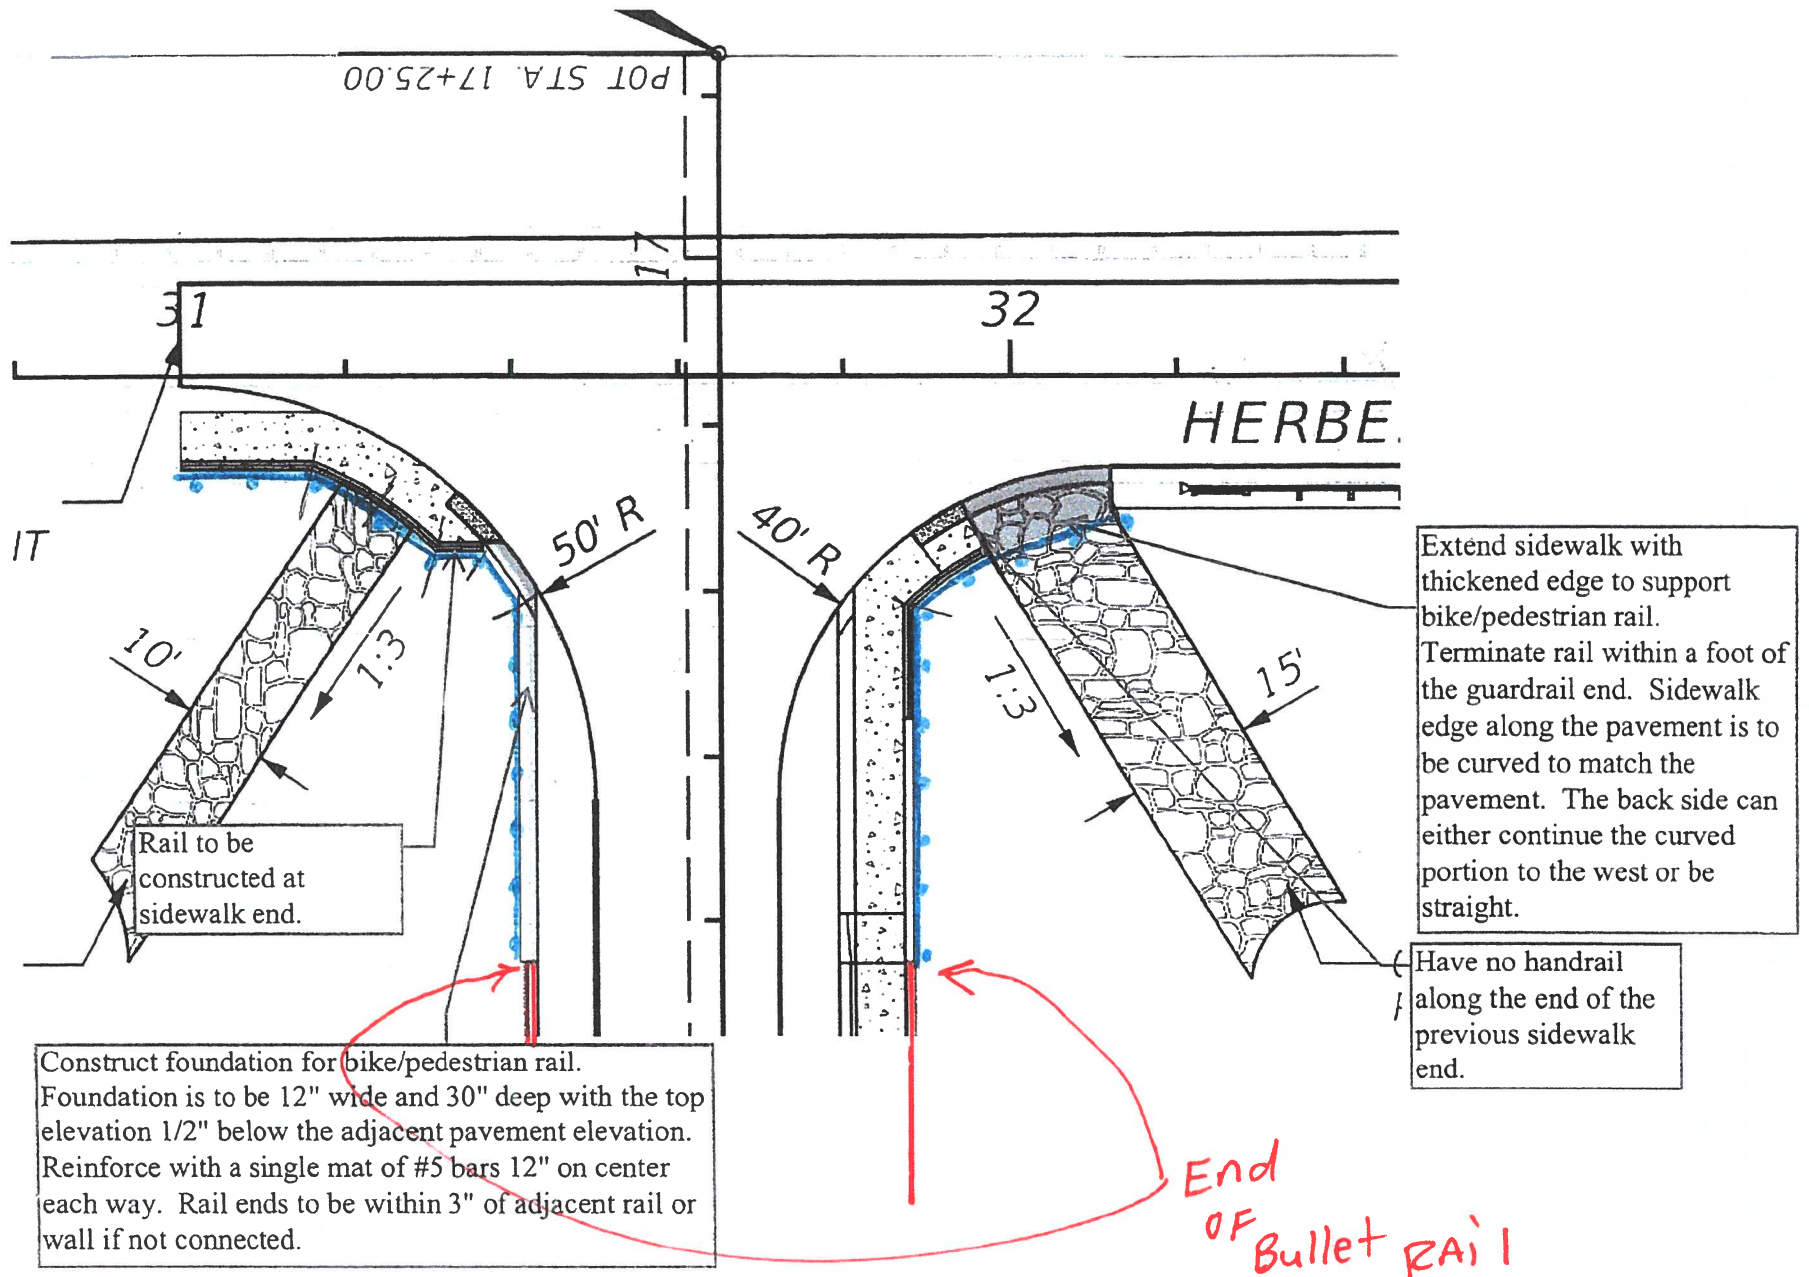 POT STA. 17+25.00
17
31
32
HERBE
IT
50' R
40' R
10'
1:3
1:3
15'
Extend sidewalk with
thickened edge to support
bike/pedestrian rail.
Terminate rail within a foot of
the guardrail end.  Sidewalk
edge along the pavement is to
be curved to match the
pavement.  The back side can
either continue the curved
portion to the west or be
straight.
Rail to be
constructed at
sidewalk end.
Have no handrail
along the end of the
previous sidewalk
end.
Construct foundation for bike/pedestrian rail.
Foundation is to be 12" wide and 30" deep with the top
elevation 1/2" below the adjacent pavement elevation.
Reinforce with a single mat of #5 bars 12" on center
each way.  Rail ends to be within 3" of adjacent rail or
wall if not connected.
End
OF
Bullet RAil